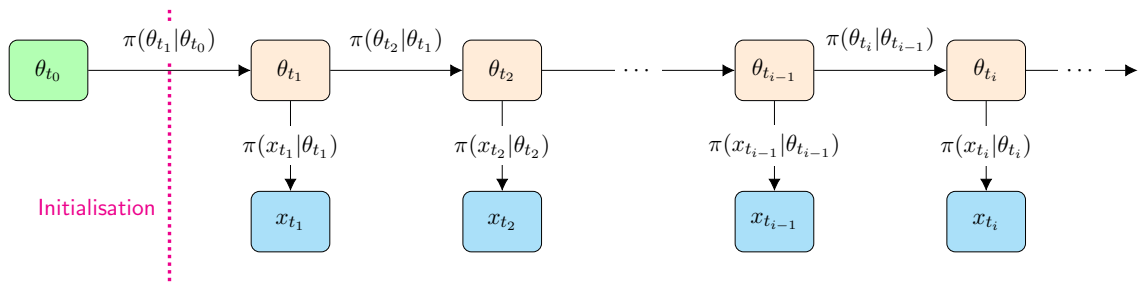 π(θ_{t_1}|θ_{t_0}) π(θ_{t_2}|θ_{t_1}) π(θ_{t_i}|θ_{t_{i−1}})
θ_{t_0} θ_{t_1} θ_{t_2} ⋯ θ_{t_{i−1}} θ_{t_i} ⋯
π(x_{t_1}|θ_{t_1}) π(x_{t_2}|θ_{t_2}) π(x_{t_{i−1}}|θ_{t_{i−1}}) π(x_{t_i}|θ_{t_i})
Initialisation
x_{t_1} x_{t_2} x_{t_{i−1}} x_{t_i}